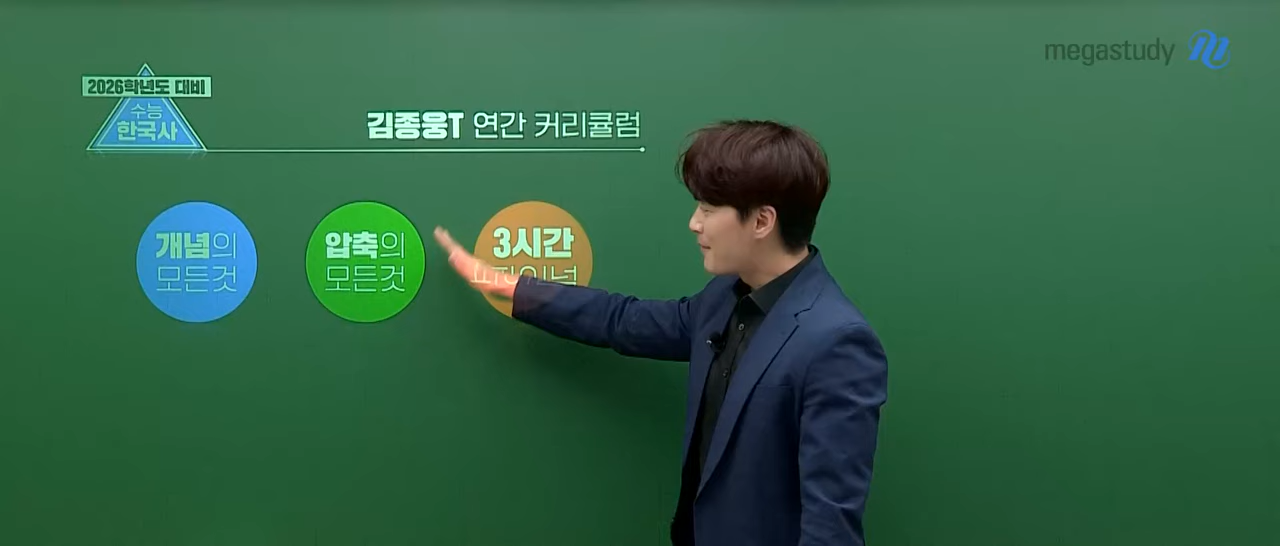 megastudy
2026학년도 대비
수능
한국사
김종웅T 연간 커리큘럼
개념의
모든것
압축의
모든것
3시간